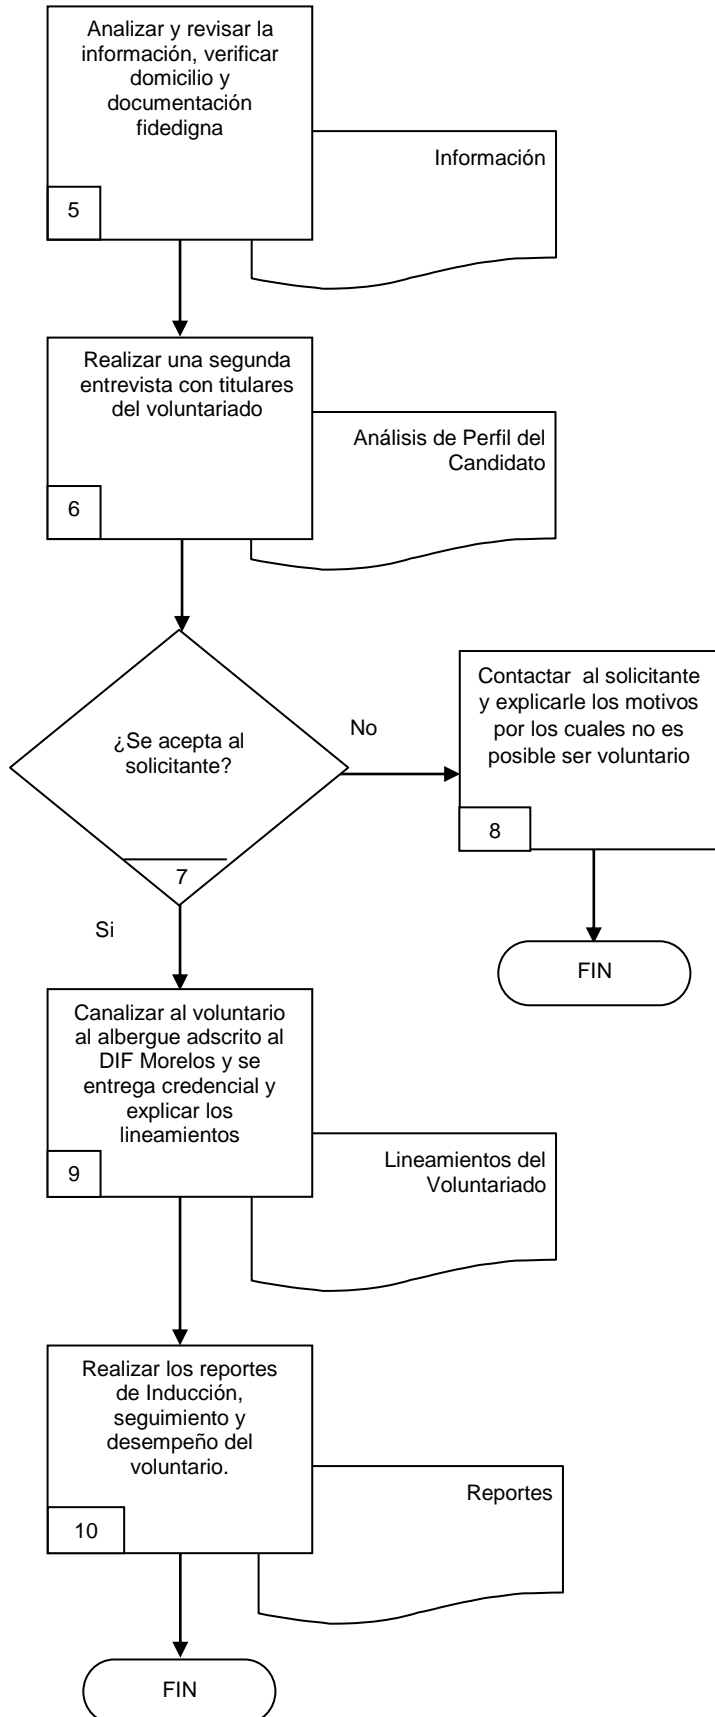 Analizar y revisar la
información, verificar
domicilio y
documentación
fidedigna
5
Información
Realizar una segunda
entrevista con titulares
del voluntariado
6
Análisis de Perfil del
Candidato
¿Se acepta al
solicitante?
7
No
Contactar al solicitante
y explicarle los motivos
por los cuales no es
posible ser voluntario
8
FIN
Si
Canalizar al voluntario
al albergue adscrito al
DIF Morelos y se
entrega credencial y
explicar los
lineamientos
9
Lineamientos del
Voluntariado
Realizar los reportes
de Inducción,
seguimiento y
desempeño del
voluntario.
10
Reportes
FIN